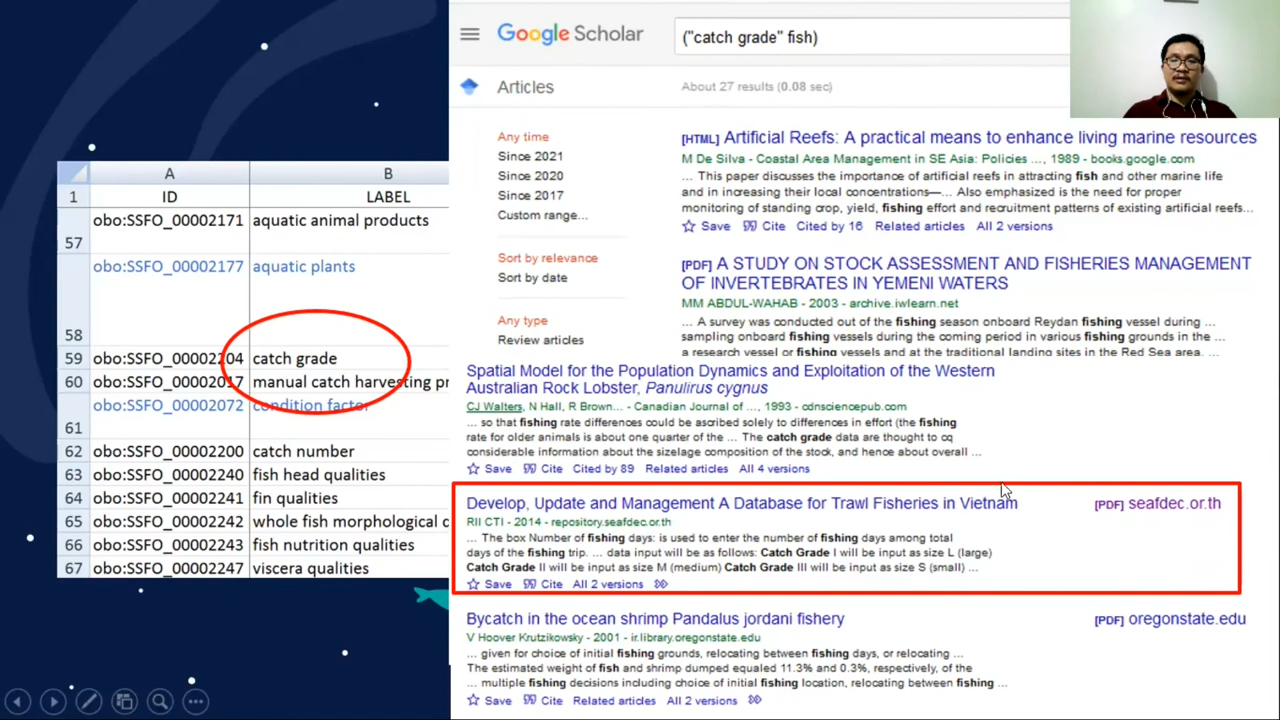 A
B
1
ID
LABEL
57
obo:SSFO_00002171
aquatic animal products
58
obo:SSFO_00002177
aquatic plants
59
obo:SSFO_00002204
catch grade
60
obo:SSFO_00002017
manual catch harvesting pr
61
obo:SSFO_00002072
condition factor
62
obo:SSFO_00002200
catch number
63
obo:SSFO_00002240
fish head qualities
64
obo:SSFO_00002241
fin qualities
65
obo:SSFO_00002242
whole fish morphological
66
obo:SSFO_00002243
fish nutrition qualities
67
obo:SSFO_00002247
viscera qualities
Google Scholar
("catch grade" fish)
Articles
About 27 results (0.08 sec)
Any time
Since 2021
Since 2020
Since 2017
Custom range...
Sort by relevance
Sort by date
Any type
Review articles
[HTML] Artificial Reefs: A practical means to enhance living marine resources
M De Silva - Coastal Area Management in SE Asia: Policies ..., 1989 - books.google.com
... This paper discusses the importance of artificial reefs in attracting fish and other marine life
and in increasing their local concentrations—... Also emphasized is the need for proper
monitoring of standing crop, yield, fishing effort and recruitment patterns of existing artificial reefs...
Save Cite Cited by 16 Related articles All 2 versions
[PDF] A STUDY ON STOCK ASSESSMENT AND FISHERIES MANAGEMENT
OF INVERTEBRATES IN YEMENI WATERS
MM ABDUL-WAHAB - 2003 - archive.iwlearn.net
... A survey was conducted out of the fishing season onboard Reydan fishing vessel during ...
sampling onboard fishing vessels during the coming period in various fishing grounds in the ...
a research vessel or fishing vessels and at the traditional landing sites in the Red Sea area. ...
Spatial Model for the Population Dynamics and Exploitation of the Western
Australian Rock Lobster, Panulirus cygnus
CJ Walters, N Hall, R Brown... - Canadian Journal of ..., 1993 - cdnsciencepub.com
... so that fishing rate differences could be ascribed solely to differences in effort (the fishing
rate for older animals is about one quarter of the ... The catch grade data are thought to cq
considerable information about the sizelage composition of the stock, and hence about overall ...
Save Cite Cited by 89 Related articles All 4 versions
Develop, Update and Management A Database for Trawl Fisheries in Vietnam
[PDF] seafdec.or.th
RII CTI - 2014 - repository.seafdec.or.th
... The box Number of fishing days: is used to enter the number of fishing days among total
days of the fishing trip. ... data input will be as follows: Catch Grade I will be input as size L (large)
Catch Grade II will be input as size M (medium) Catch Grade III will be input as size S (small) ...
Save Cite All 2 versions
Bycatch in the ocean shrimp Pandalus jordani fishery
[PDF] oregonstate.edu
V Hoover Krutzikowsky - 2001 - ir.library.oregonstate.edu
... given for choice of initial fishing grounds, relocating between fishing days, or relocating ...
The estimated weight of fish and shrimp dumped equaled 11.3% and 0.3%, respectively, of the
... multiple fishing decisions including choice of initial fishing location, relocating between fishing ...
Save Cite Related articles All 2 versions